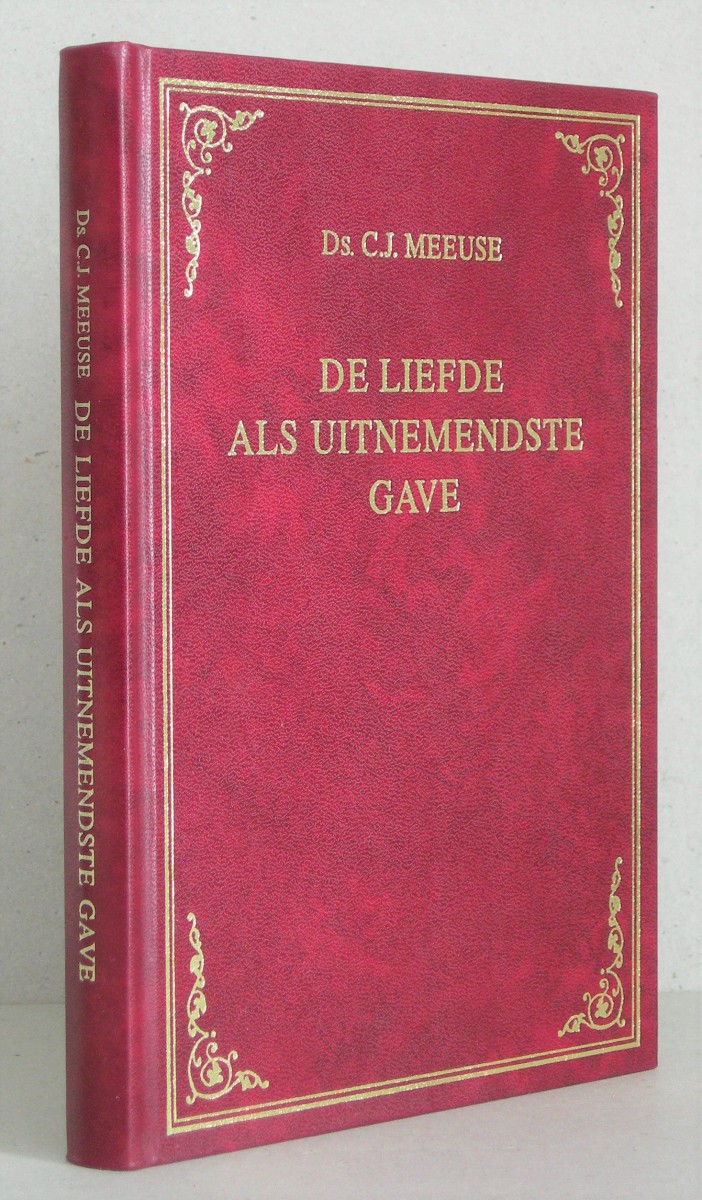 Ds. C.J. MEEUSE
DE LIEFDE
ALS UITNEMENDSTE
GAVE
Ds. C.J. MEEUSE DE LIEFDE ALS UITNEMENDSTE GAVE